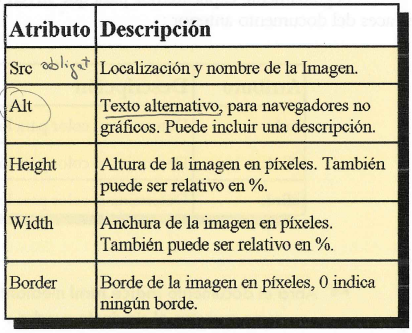 Atributo Descripción
Src obligat Localización y nombre de la Imagen.
Alt Texto alternativo, para navegadores no
gráficos. Puede incluir una descripción.
Height Altura de la imagen en píxeles. También
puede ser relativo en %.
Width Anchura de la imagen en píxeles.
También puede ser relativo en %.
Border Borde de la imagen en píxeles, 0 indica
ningún borde.